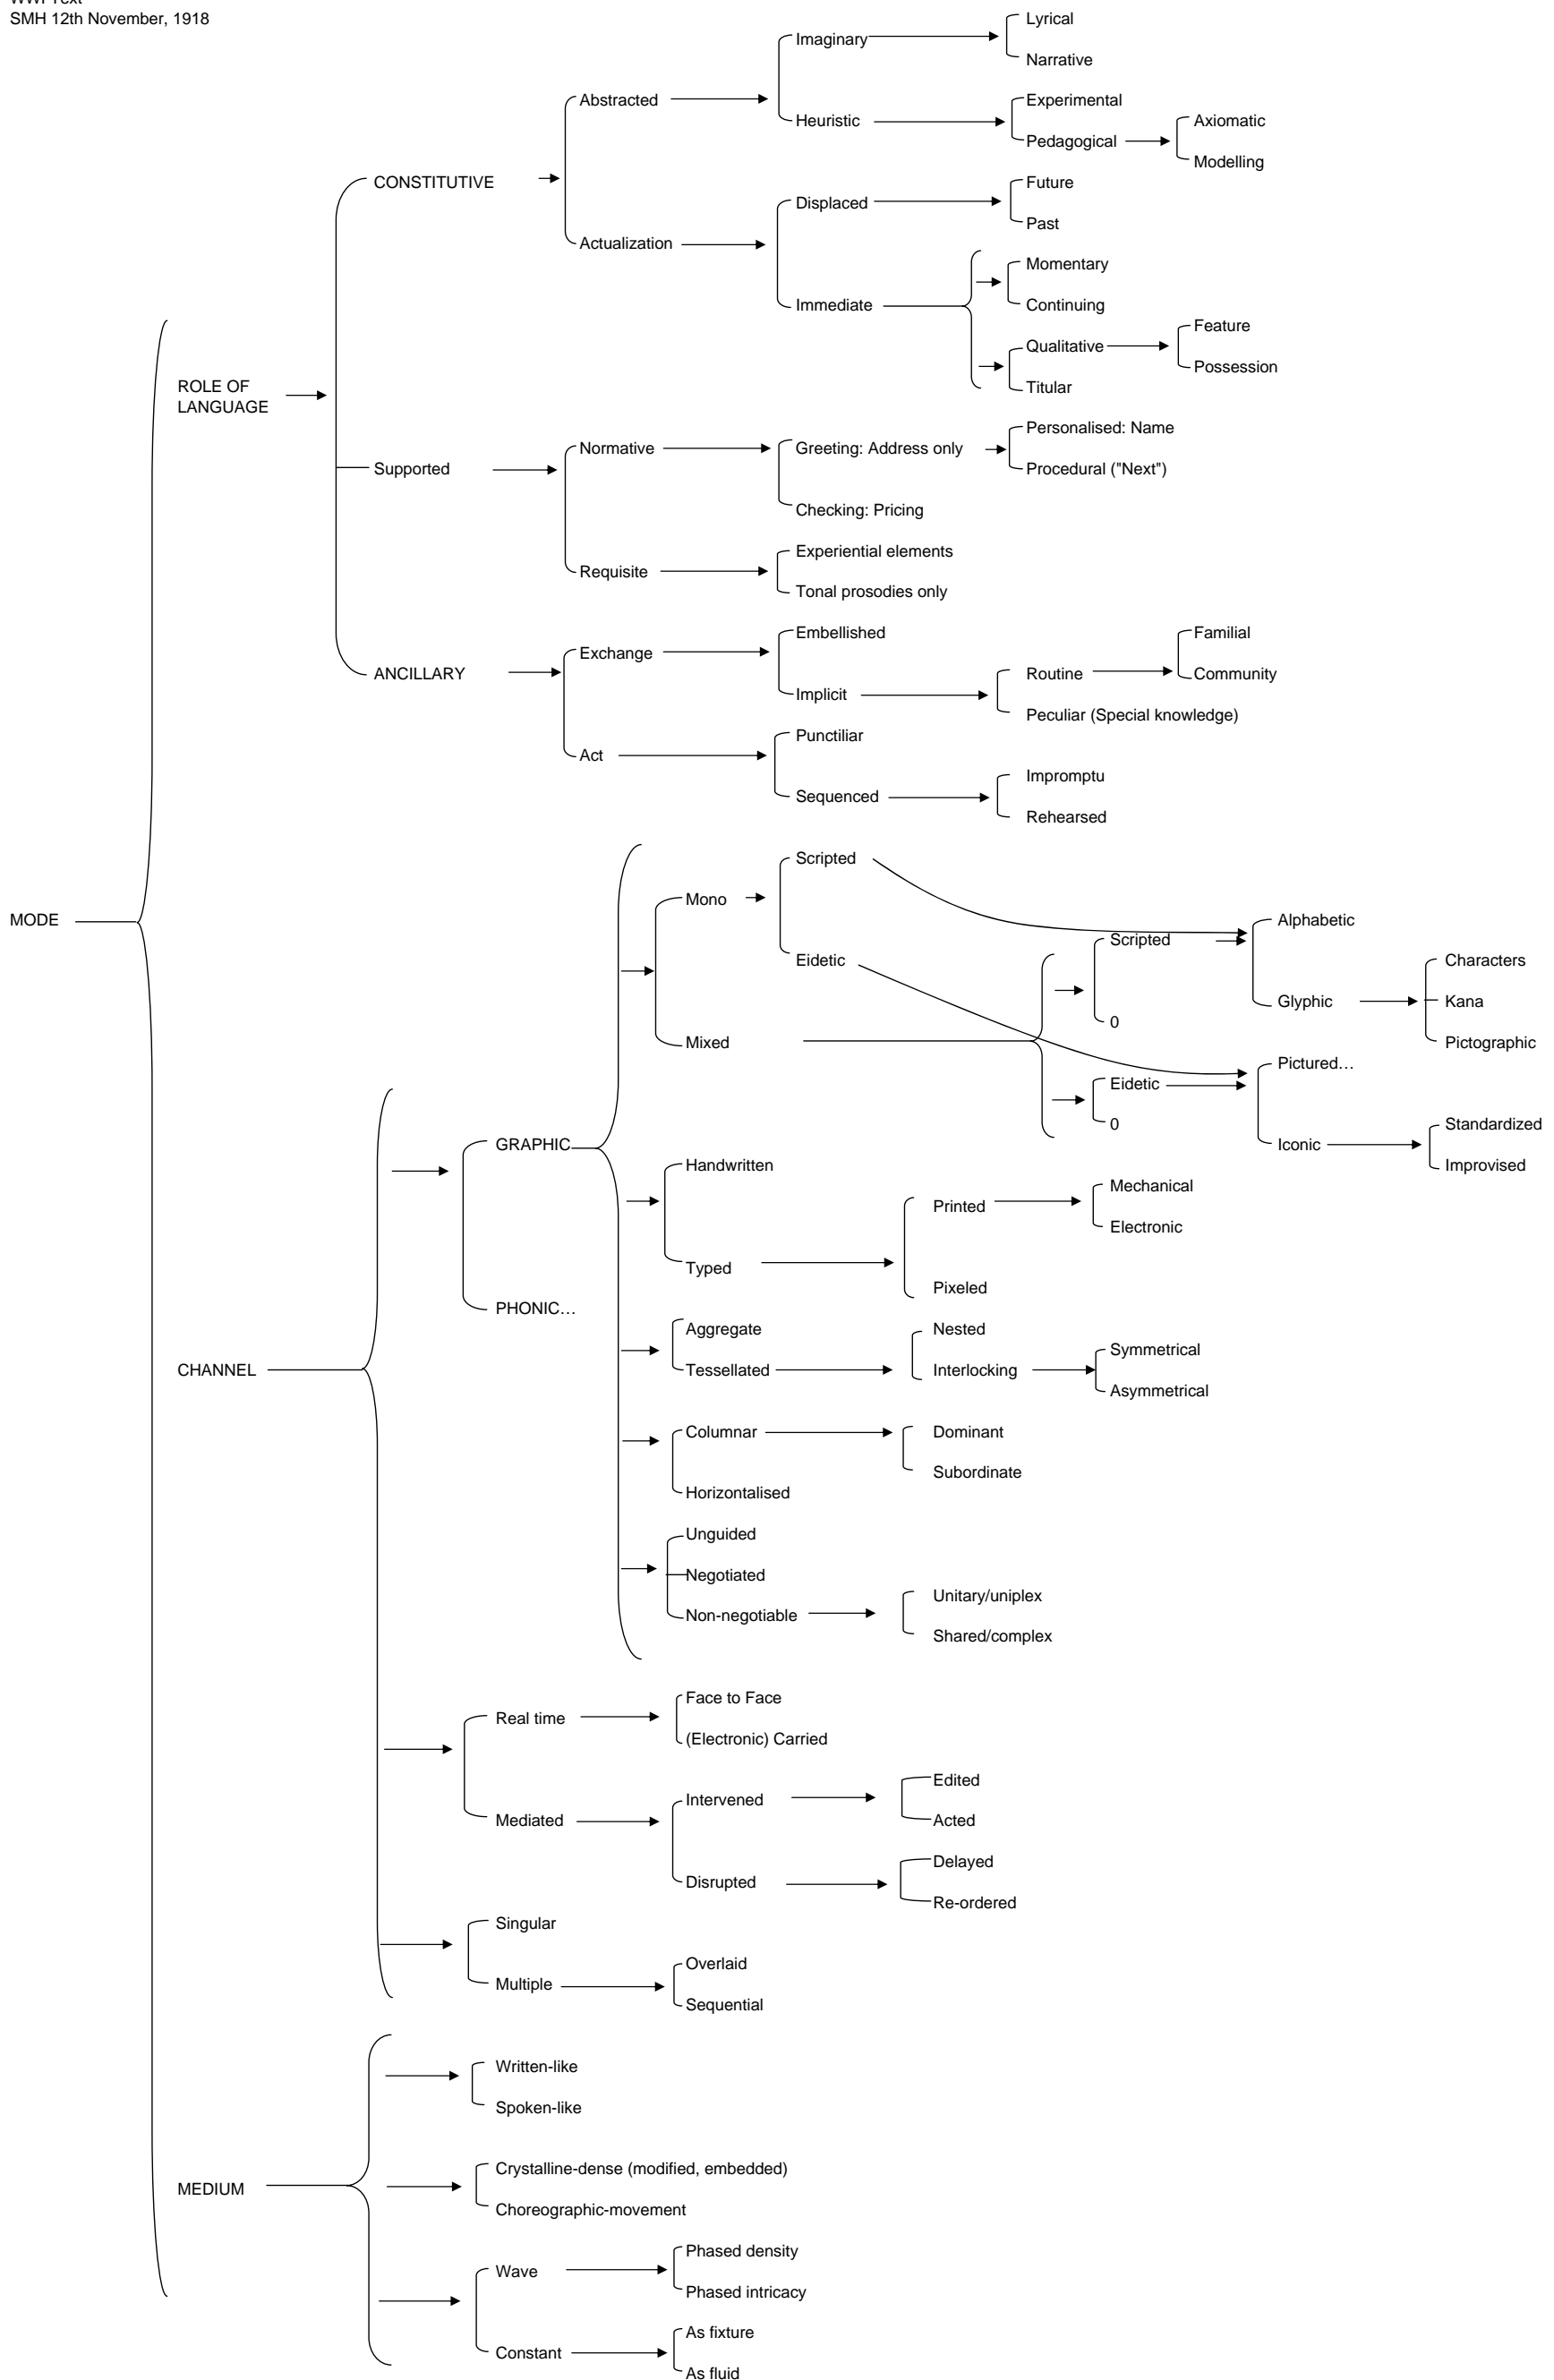 WWI Text
SMH 12th November, 1918
Lyrical
Imaginary
Narrative
Abstracted
Experimental
Heuristic
Axiomatic
Pedagogical
Modelling
CONSTITUTIVE
Future
Displaced
Past
Actualization
Momentary
Immediate
Continuing
Feature
Qualitative
Possession
ROLE OF
LANGUAGE
Titular
Personalised: Name
Normative
Greeting: Address only
Supported
Procedural ("Next")
Checking: Pricing
Experiential elements
Requisite
Tonal prosodies only
Embellished
Familial
Exchange
ANCILLARY
Routine
Community
Implicit
Peculiar (Special knowledge)
Punctiliar
Act
Impromptu
Sequenced
Rehearsed
Scripted
Mono
MODE
Alphabetic
Scripted
Eidetic
Characters
Glyphic
Kana
0
Mixed
Pictographic
Pictured...
Eidetic
0
Standardized
GRAPHIC
Iconic
Handwritten
Improvised
Mechanical
Printed
Electronic
Typed
Pixeled
PHONIC...
Aggregate
Nested
Symmetrical
CHANNEL
Tessellated
Interlocking
Asymmetrical
Columnar
Dominant
Subordinate
Horizontalised
Unguided
Negotiated
Unitary/uniplex
Non-negotiable
Shared/complex
Face to Face
Real time
(Electronic) Carried
Edited
Intervened
Mediated
Acted
Delayed
Disrupted
Re-ordered
Singular
Overlaid
Multiple
Sequential
Written-like
Spoken-like
Crystalline-dense (modified, embedded)
MEDIUM
Choreographic-movement
Phased density
Wave
Phased intricacy
As fixture
Constant
As fluid